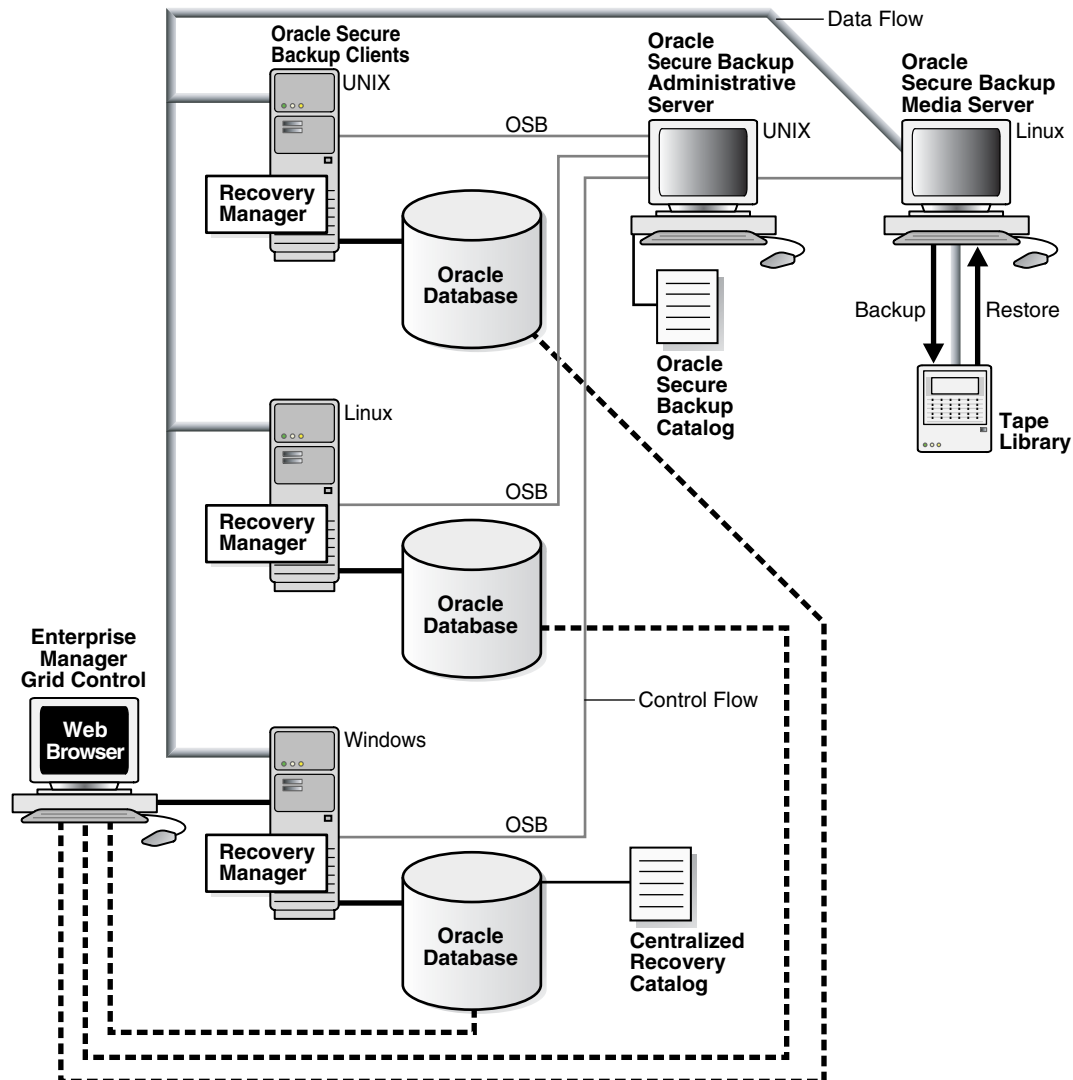 Data Flow
Oracle Secure
Backup Clients
UNIX
Oracle
Secure Backup
Administrative
Server
UNIX
Oracle
Secure Backup
Media Server
Linux
OSB
Recovery
Manager
Oracle
Database
Oracle
Secure
Backup
Catalog
Backup
Restore
Tape
Library
Linux
OSB
Recovery
Manager
Oracle
Database
Enterprise
Manager
Grid Control
Web
Browser
Control Flow
Windows
OSB
Recovery
Manager
Oracle
Database
Centralized
Recovery
Catalog